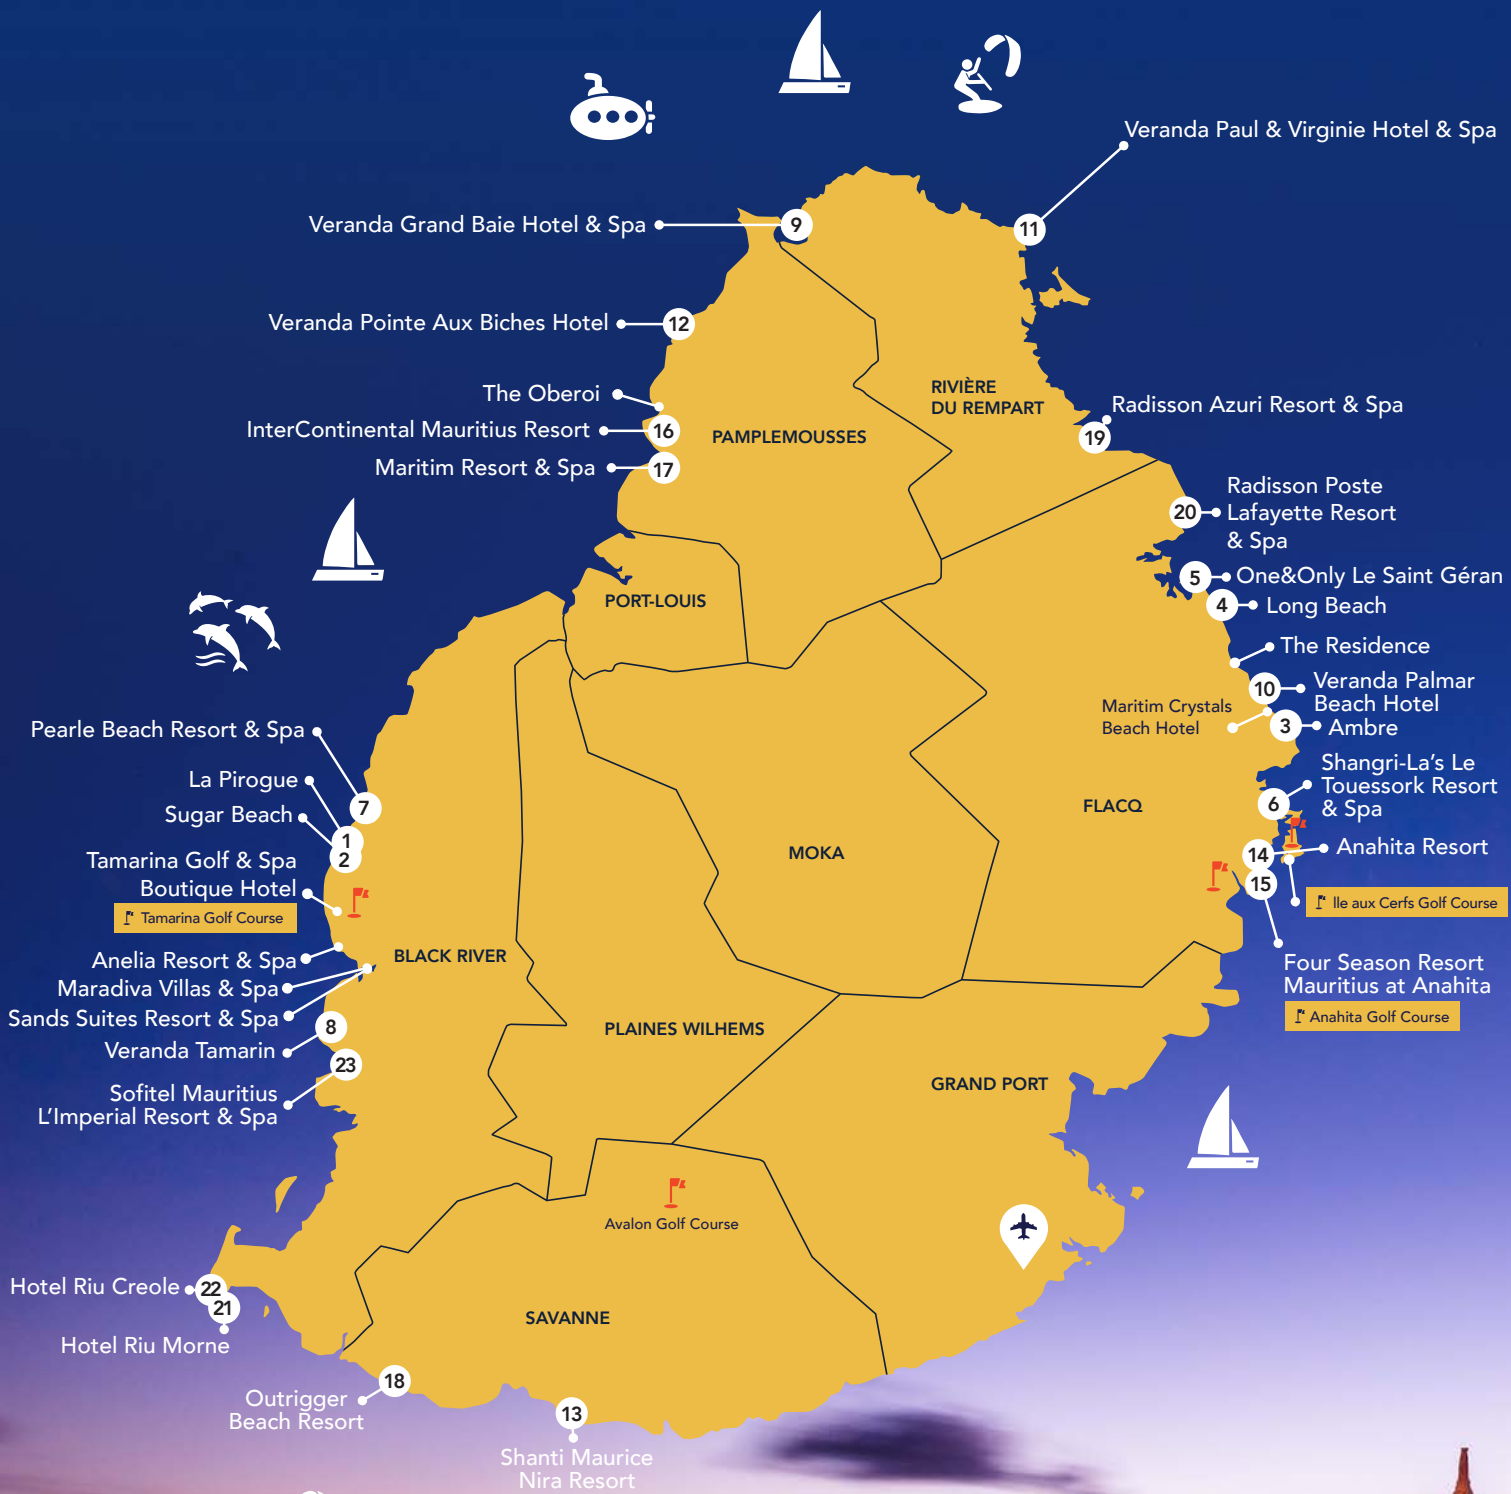 Veranda Paul & Virginie Hotel & Spa
11
Veranda Grand Baie Hotel & Spa
9
Veranda Pointe Aux Biches Hotel
12
The Oberoi
InterContinental Mauritius Resort
16
Maritim Resort & Spa
17
RIVIÈRE
DU REMPART
PAMPLEMOUSSES
Radisson Azuri Resort & Spa
19
Radisson Poste
Lafayette Resort
& Spa
20
5
One&Only Le Saint Géran
4
Long Beach
PORT-LOUIS
The Residence
10
Veranda Palmar
Beach Hotel
Maritim Crystals
Beach Hotel
3
Ambre
Shangri-La's Le
Touessork Resort
& Spa
6
FLACQ
MOKA
14
Anahita Resort
15
Ile aux Cerfs Golf Course
Four Season Resort
Mauritius at Anahita
Anahita Golf Course
Pearle Beach Resort & Spa
7
La Pirogue
1
Sugar Beach
2
Tamarina Golf & Spa
Boutique Hotel
Tamarina Golf Course
Anelia Resort & Spa
Maradiva Villas & Spa
Sands Suites Resort & Spa
8
Veranda Tamarin
23
Sofitel Mauritius
L'Imperial Resort & Spa
BLACK RIVER
PLAINES WILHEMS
GRAND PORT
Avalon Golf Course
SAVANNE
Hotel Riu Creole
22
21
Hotel Riu Morne
18
Outrigger
Beach Resort
13
Shanti Maurice
Nira Resort